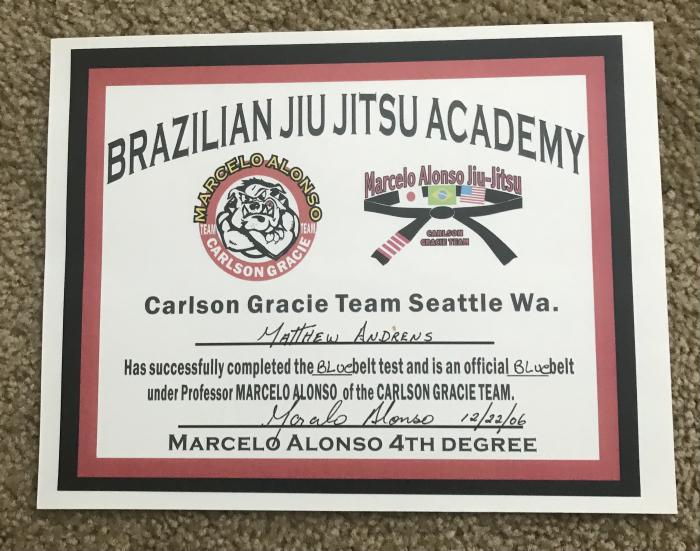 BRAZILIAN JIU JITSU ACADEMY
MARCELO ALONSO
TEAM TEAM
CARLSON GRACIE
Marcelo Alonso Jiu-Jitsu
CARLSON
GRACIE TEAM
Carlson Gracie Team Seattle Wa.
MATTHEW ANDRENS
Has successfully completed the BLUE belt test and is an official BLUE belt
under Professor MARCELO ALONSO of the CARLSON GRACIE TEAM.
Marcelo Alonso 12/22/06
MARCELO ALONSO 4TH DEGREE